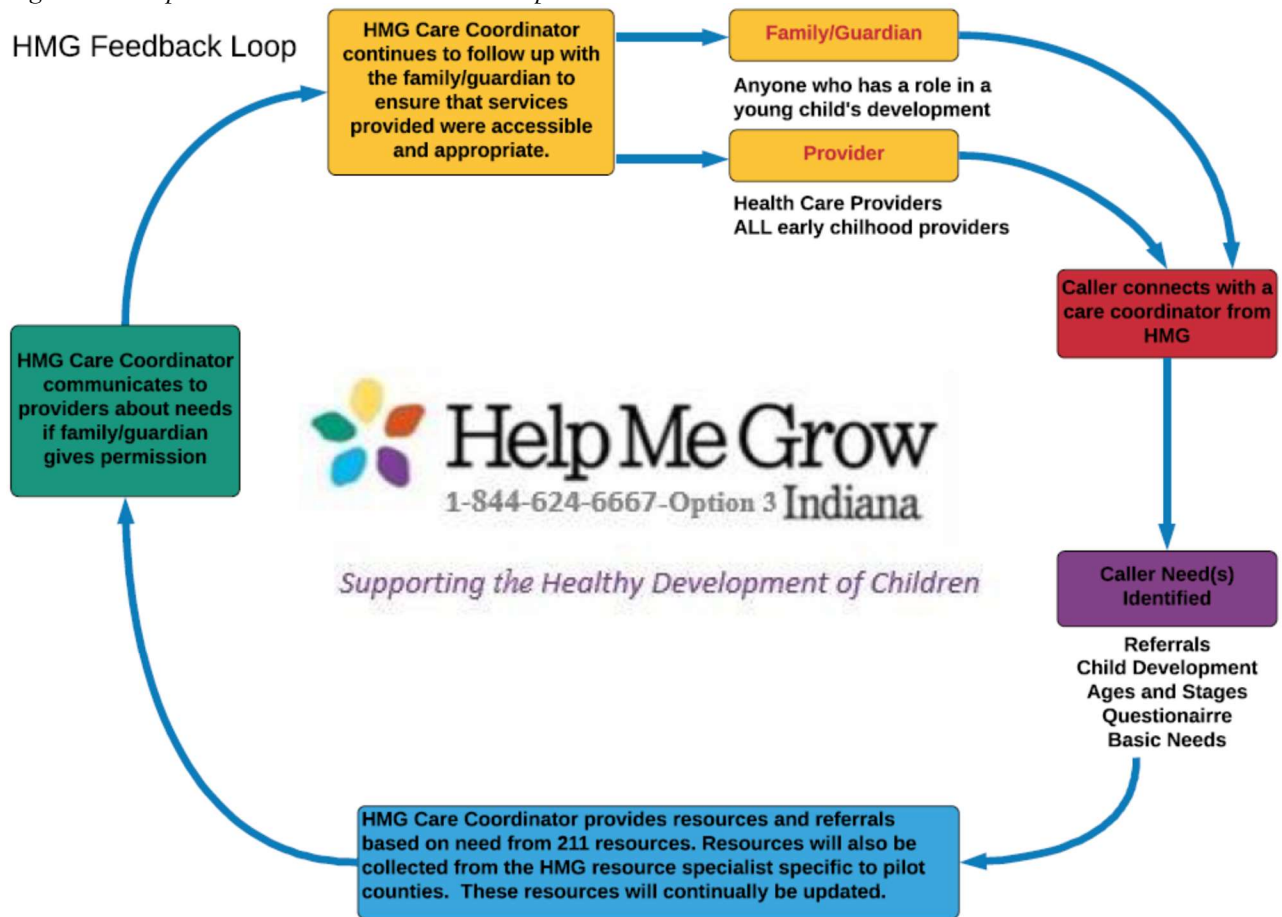 HMG Feedback Loop
HMG Care Coordinator
continues to follow up with
the family/guardian to
ensure that services
provided were accessible
and appropriate.
Family/Guardian
Anyone who has a role in a
young child's development
Provider
Health Care Providers
ALL early chilhood providers
Caller connects with a
care coordinator from
HMG
Caller Need(s)
Identified
Referrals
Child Development
Ages and Stages
Questionairre
Basic Needs
HMG Care Coordinator provides resources and referrals
based on need from 211 resources. Resources will also be
collected from the HMG resource specialist specific to pilot
counties.  These resources will continually be updated.
HMG Care Coordinator
communicates to
providers about needs
if family/guardian
gives permission
Help Me Grow
1-844-624-6667-Option 3 Indiana
Supporting the Healthy Development of Children